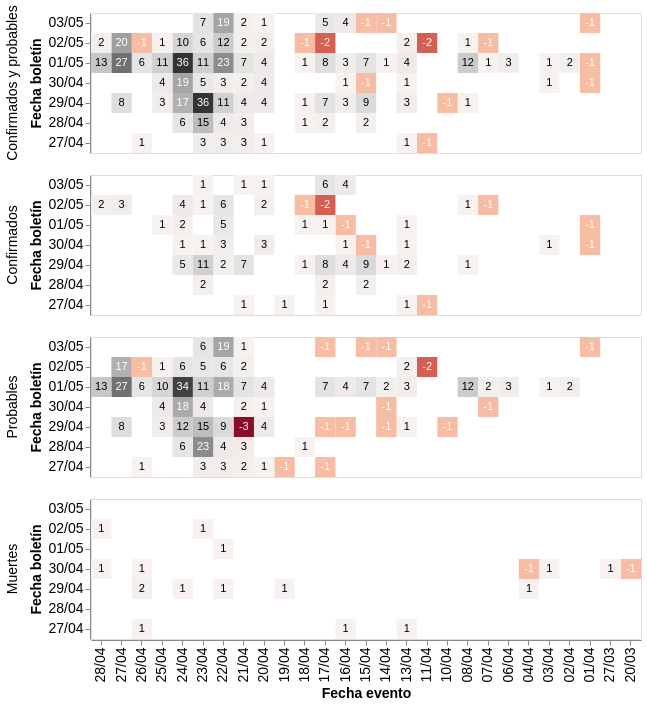 Confirmados y probables
Fecha boletín
03/05 7 19 2 1 5 4 -1 -1 -1
02/05 2 20 -1 1 10 6 12 2 2 -1 -2 2 -2 1 -1
01/05 13 27 6 11 36 11 23 7 4 1 8 3 7 1 4 12 1 3 1 2 -1
30/04 4 19 5 3 2 4 1 -1 1 1 -1
29/04 8 3 17 36 11 4 4 1 7 3 9 3 -1 1
28/04 6 15 4 3 1 2 2
27/04 1 3 3 3 1 1 -1
Confirmados
Fecha boletín
03/05 1 1 1 6 4
02/05 2 3 4 1 6 2 -1 -2 1 -1
01/05 1 2 5 1 1 -1 1 -1
30/04 1 1 3 3 1 -1 1 1 -1
29/04 5 11 2 7 1 8 4 9 1 2 1
28/04 2 2 2
27/04 1 1 1 1 -1
Probables
Fecha boletín
03/05 6 19 1 -1 -1 -1 -1
02/05 17 -1 1 6 5 6 2 2 -2
01/05 13 27 6 10 34 11 18 7 4 7 4 7 2 3 12 2 3 1 2
30/04 4 18 4 2 1 -1 -1
29/04 8 3 12 15 9 -3 4 -1 -1 -1 1 -1
28/04 6 23 4 3 1
27/04 1 3 3 2 1 -1 -1
Muertes
Fecha boletín
03/05
02/05 1 1
01/05 1
30/04 1 1 -1 1 1 -1
29/04 2 1 1 1 1
28/04
27/04 1 1 1
28/04 27/04 26/04 25/04 24/04 23/04 22/04 21/04 20/04 19/04 18/04 17/04 16/04 15/04 14/04 13/04 11/04 10/04 08/04 07/04 06/04 04/04 03/04 02/04 01/04 27/03 20/03
Fecha evento